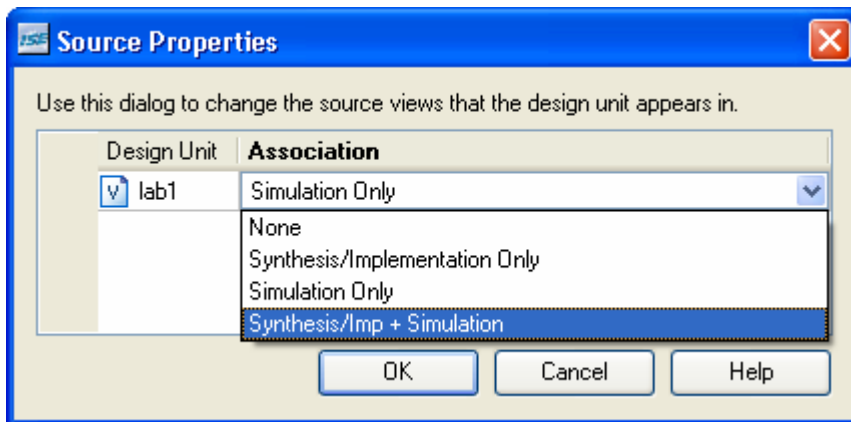 ISE Source Properties
Use this dialog to change the source views that the design unit appears in.
Design Unit Association
V lab1 Simulation Only
None
Synthesis/Implementation Only
Simulation Only
Synthesis/Imp + Simulation
OK Cancel Help